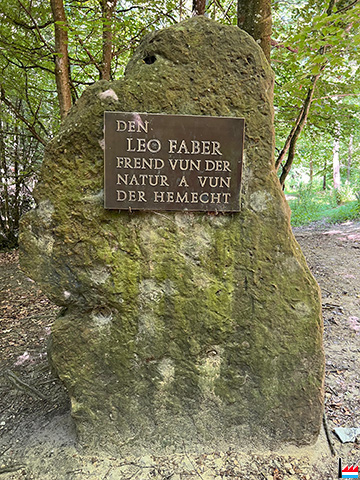 DEN
LEO FABER
FREND VUN DER
NATUR A VUN
DER HEMECHT